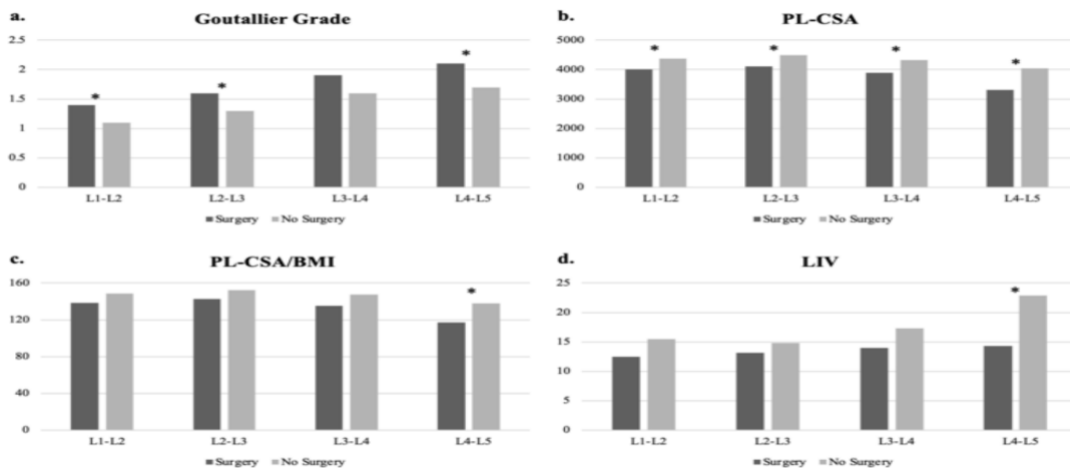 a.
Goutallier Grade
2.5
2
1.5
1
0.5
0
*
*
*
L1-L2
L2-L3
L3-L4
L4-L5
Surgery No Surgery
b.
PL-CSA
5000
4000
3000
2000
1000
0
*
*
*
*
L1-L2
L2-L3
L3-L4
L4-L5
Surgery No Surgery
c.
PL-CSA/BMI
160
120
80
40
0
*
L1-L2
L2-L3
L3-L4
L4-L5
Surgery No Surgery
d.
LIV
25
20
15
10
5
0
*
L1-L2
L2-L3
L3-L4
L4-L5
Surgery No Surgery